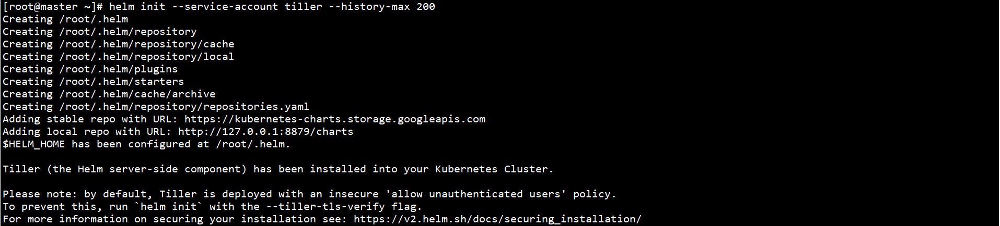 [root@master ~]# helm init --service-account tiller --history-max 200
Creating /root/.helm
Creating /root/.helm/repository
Creating /root/.helm/repository/cache
Creating /root/.helm/repository/local
Creating /root/.helm/plugins
Creating /root/.helm/starters
Creating /root/.helm/cache/archive
Creating /root/.helm/repository/repositories.yaml
Adding stable repo with URL: https://kubernetes-charts.storage.googleapis.com
Adding local repo with URL: http://127.0.0.1:8879/charts
$HELM_HOME has been configured at /root/.helm.

Tiller (the Helm server-side component) has been installed into your Kubernetes Cluster.

Please note: by default, Tiller is deployed with an insecure 'allow unauthenticated users' policy.
To prevent this, run `helm init` with the --tiller-tls-verify flag.
For more information on securing your installation see: https://v2.helm.sh/docs/securing_installation/